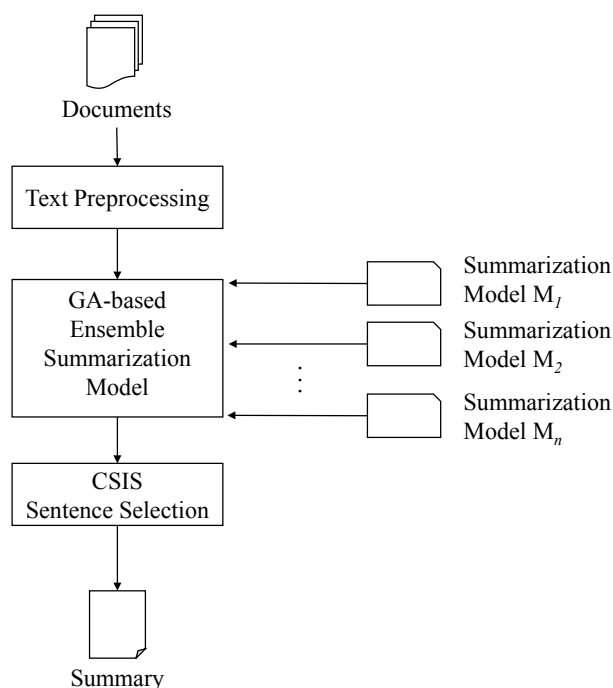 Documents
Text Preprocessing
GA-based
Ensemble
Summarization
Model
Summarization
Model M1
Summarization
Model M2
⋮
Summarization
Model Mn
CSIS
Sentence Selection
Summary